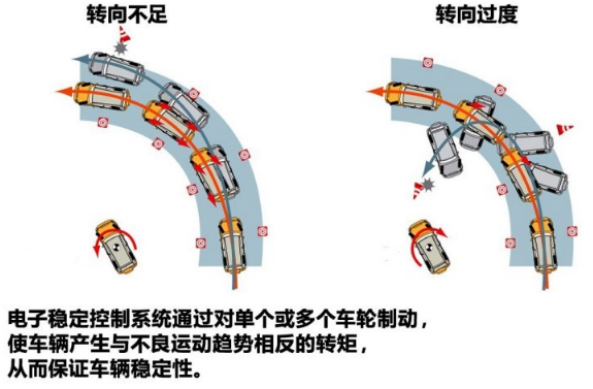 转向不足
转向过度
电子稳定控制系统通过对单个或多个车轮制动，
使车辆产生与不良运动趋势相反的转矩，
从而保证车辆稳定性。